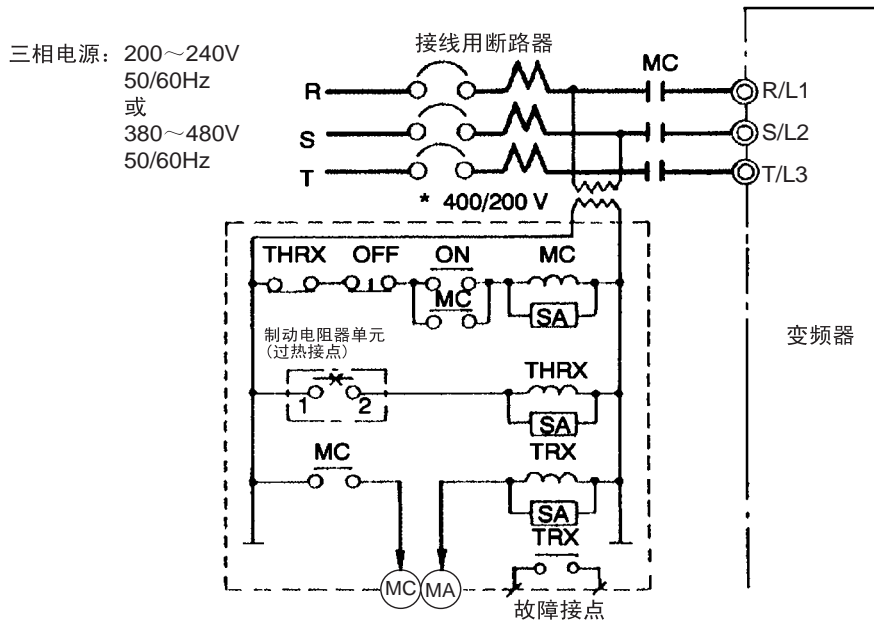 三相电源: 200～240V
50/60Hz
或
380～480V
50/60Hz
接线用断路器
MC
R
R/L1
S
S/L2
T
T/L3
* 400/200 V
THRX OFF ON MC
MC
SA
制动电阻器单元
(过热接点)
变频器
THRX
1 2
SA
MC
TRX
SA
TRX
MC MA
故障接点